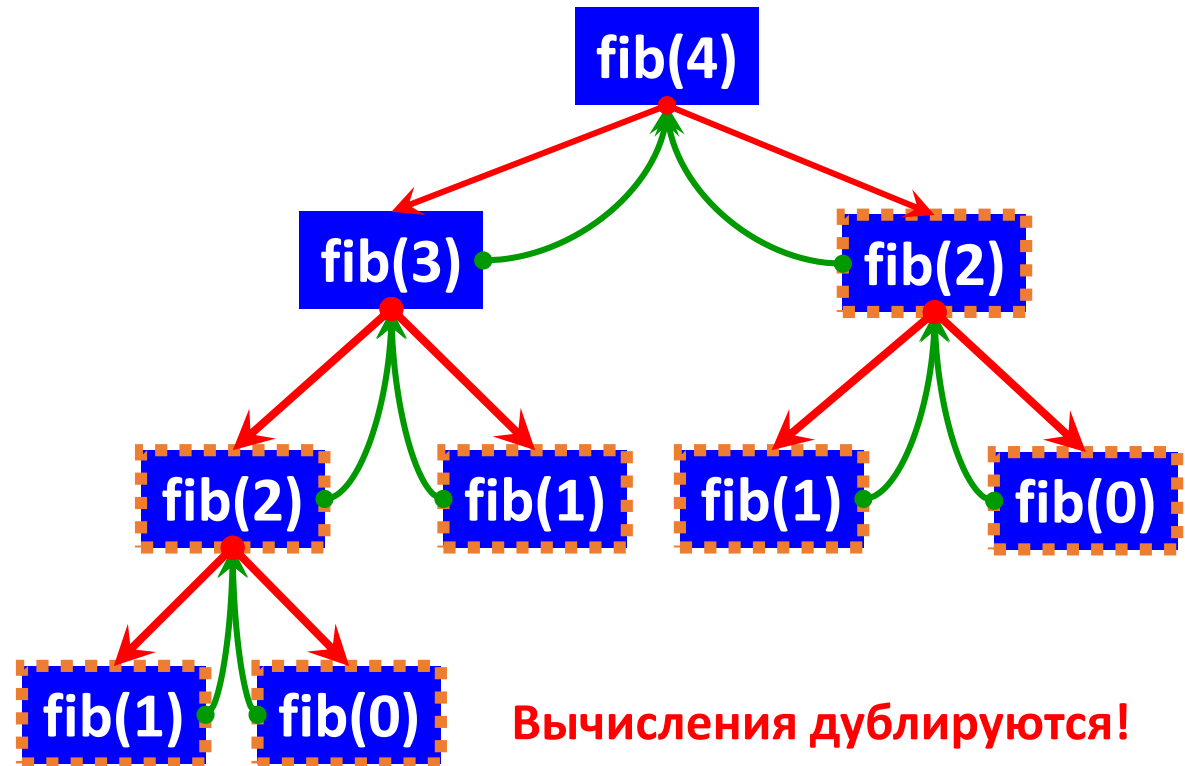 fib(4)
fib(3)
fib(2)
fib(2)
fib(1)
fib(1)
fib(0)
fib(1)
fib(0)
Вычисления дублируются!